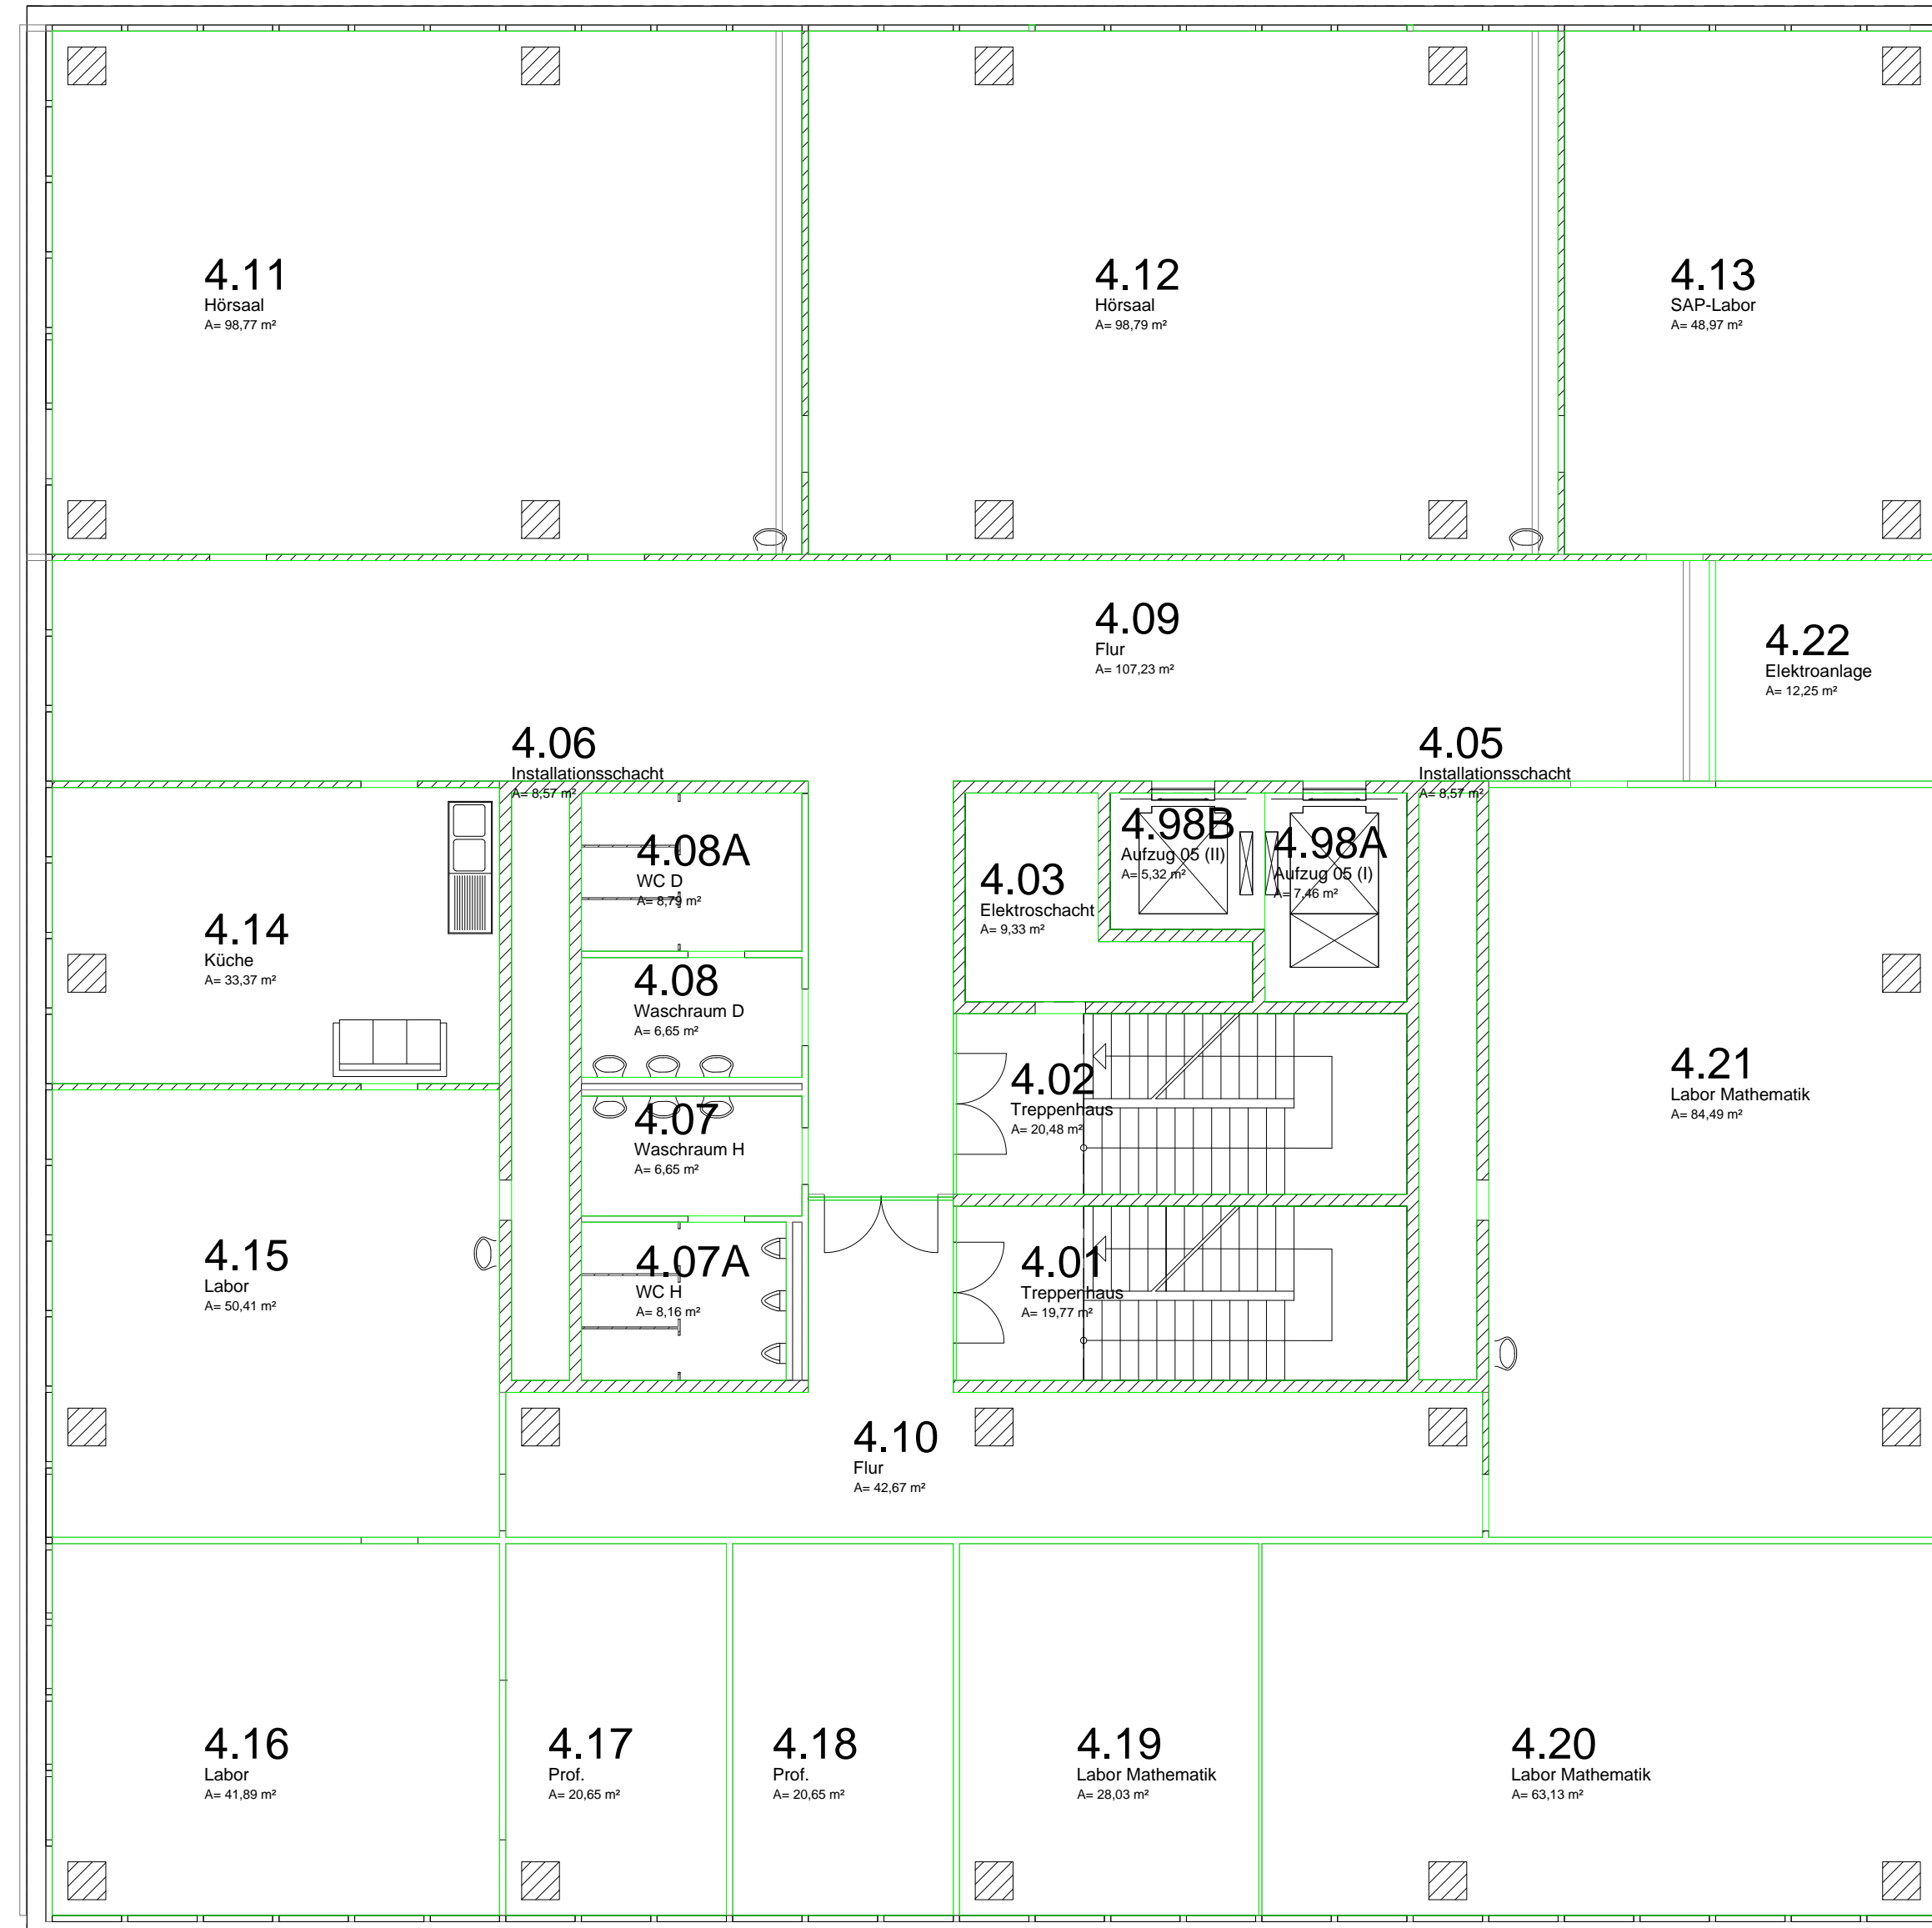 4.11
Hörsaal
A= 98,77 m²
4.12
Hörsaal
A= 98,79 m²
4.13
SAP-Labor
A= 48,97 m²
4.09
Flur
A= 107,23 m²
4.22
Elektroanlage
A= 12,25 m²
4.06
Installationsschacht
A= 8,57 m²
4.05
Installationsschacht
A= 8,57 m²
4.08A
WC D
A= 8,79 m²
4.98B
Aufzug 05 (II)
A= 5,32 m²
4.98A
Aufzug 05 (I)
A= 7,46 m²
4.03
Elektroschacht
A= 9,33 m²
4.14
Küche
A= 33,37 m²
4.08
Waschraum D
A= 6,65 m²
4.02
Treppenhaus
A= 20,48 m²
4.21
Labor Mathematik
A= 84,49 m²
4.07
Waschraum H
A= 6,65 m²
4.15
Labor
A= 50,41 m²
4.07A
WC H
A= 8,16 m²
4.01
Treppenhaus
A= 19,77 m²
4.10
Flur
A= 42,67 m²
4.16
Labor
A= 41,89 m²
4.17
Prof.
A= 20,65 m²
4.18
Prof.
A= 20,65 m²
4.19
Labor Mathematik
A= 28,03 m²
4.20
Labor Mathematik
A= 63,13 m²